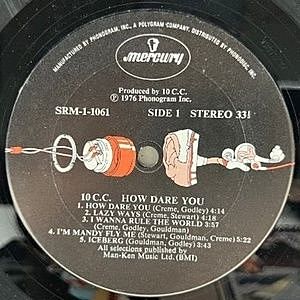 MANUFACTURED BY PHONOGRAM, INC., A POLYGRAM COMPANY, DISTRIBUTED BY PHONODISC, INC.
mercury
Produced by 10 C.C.
℗ 1976 Phonogram Inc.
SRM-1-1061 SIDE 1 STEREO 33⅓
10 C.C. HOW DARE YOU
1. HOW DARE YOU (Creme, Godley) 4:14
2. LAZY WAYS (Creme, Stewart) 4:18
3. I WANNA RULE THE WORLD 3:57
(Creme, Godley, Gouldman)
4. I'M MANDY FLY ME (Stewart, Gouldman, Creme) 5:22
5. ICEBERG (Gouldman, Godley) 3:43
All selections published by
Man-Ken Music Ltd. (BMI)